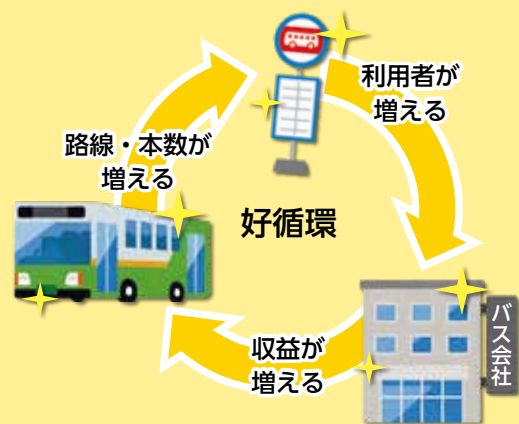 利用者が
増える
路線・本数が
増える
好循環
バス会社
収益が
増える